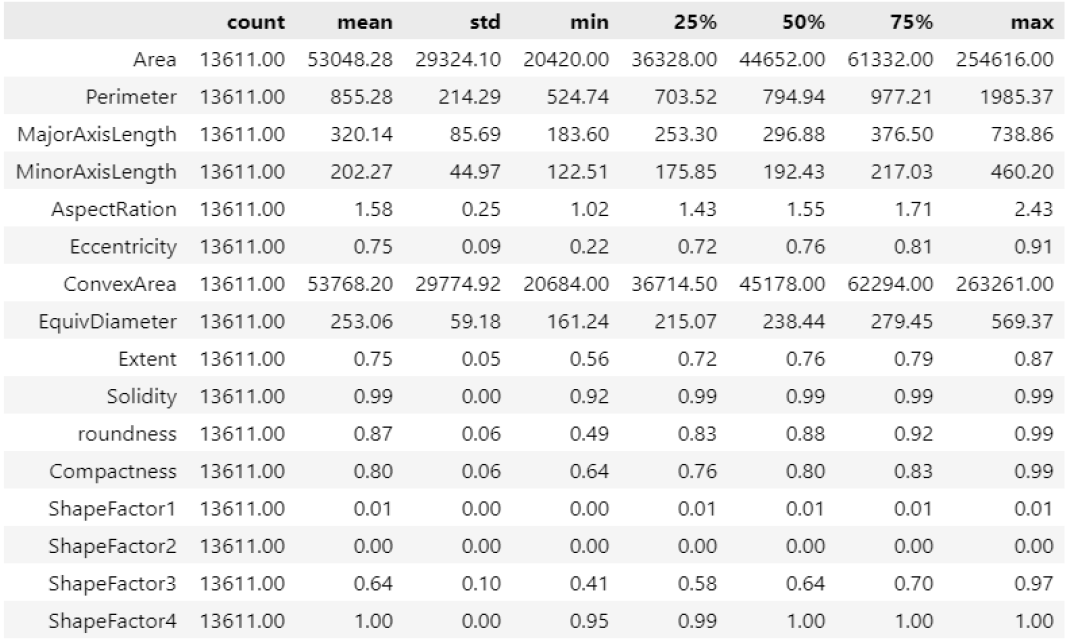 count mean std min 25% 50% 75% max
Area 13611.00 53048.28 29324.10 20420.00 36328.00 44652.00 61332.00 254616.00
Perimeter 13611.00 855.28 214.29 524.74 703.52 794.94 977.21 1985.37
MajorAxisLength 13611.00 320.14 85.69 183.60 253.30 296.88 376.50 738.86
MinorAxisLength 13611.00 202.27 44.97 122.51 175.85 192.43 217.03 460.20
AspectRation 13611.00 1.58 0.25 1.02 1.43 1.55 1.71 2.43
Eccentricity 13611.00 0.75 0.09 0.22 0.72 0.76 0.81 0.91
ConvexArea 13611.00 53768.20 29774.92 20684.00 36714.50 45178.00 62294.00 263261.00
EquivDiameter 13611.00 253.06 59.18 161.24 215.07 238.44 279.45 569.37
Extent 13611.00 0.75 0.05 0.56 0.72 0.76 0.79 0.87
Solidity 13611.00 0.99 0.00 0.92 0.99 0.99 0.99 0.99
roundness 13611.00 0.87 0.06 0.49 0.83 0.88 0.92 0.99
Compactness 13611.00 0.80 0.06 0.64 0.76 0.80 0.83 0.99
ShapeFactor1 13611.00 0.01 0.00 0.00 0.01 0.01 0.01 0.01
ShapeFactor2 13611.00 0.00 0.00 0.00 0.00 0.00 0.00 0.00
ShapeFactor3 13611.00 0.64 0.10 0.41 0.58 0.64 0.70 0.97
ShapeFactor4 13611.00 1.00 0.00 0.95 0.99 1.00 1.00 1.00